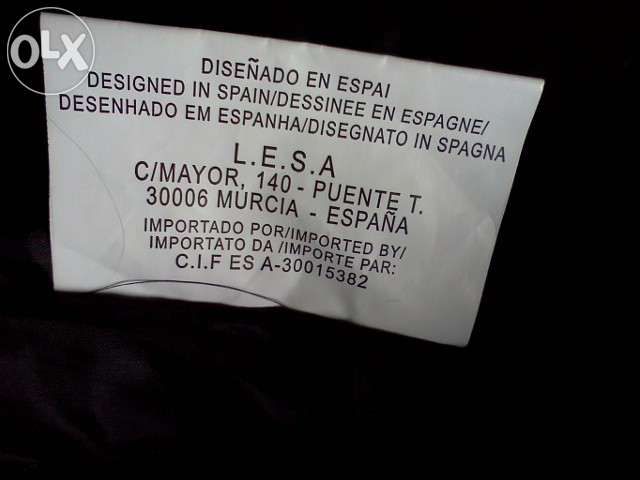 OLX
DISEÑADO EN ESPAI
DESIGNED IN SPAIN/DESSINEE EN ESPAGNE/
DESENHADO EM ESPANHA/DISEGNATO IN SPAGNA
L.E.S.A
C/MAYOR, 140 - PUENTE T.
30006 MURCIA - ESPAÑA
IMPORTADO POR/IMPORTED BY/
IMPORTATO DA /IMPORTE PAR:
C.I.F ES A-30015382